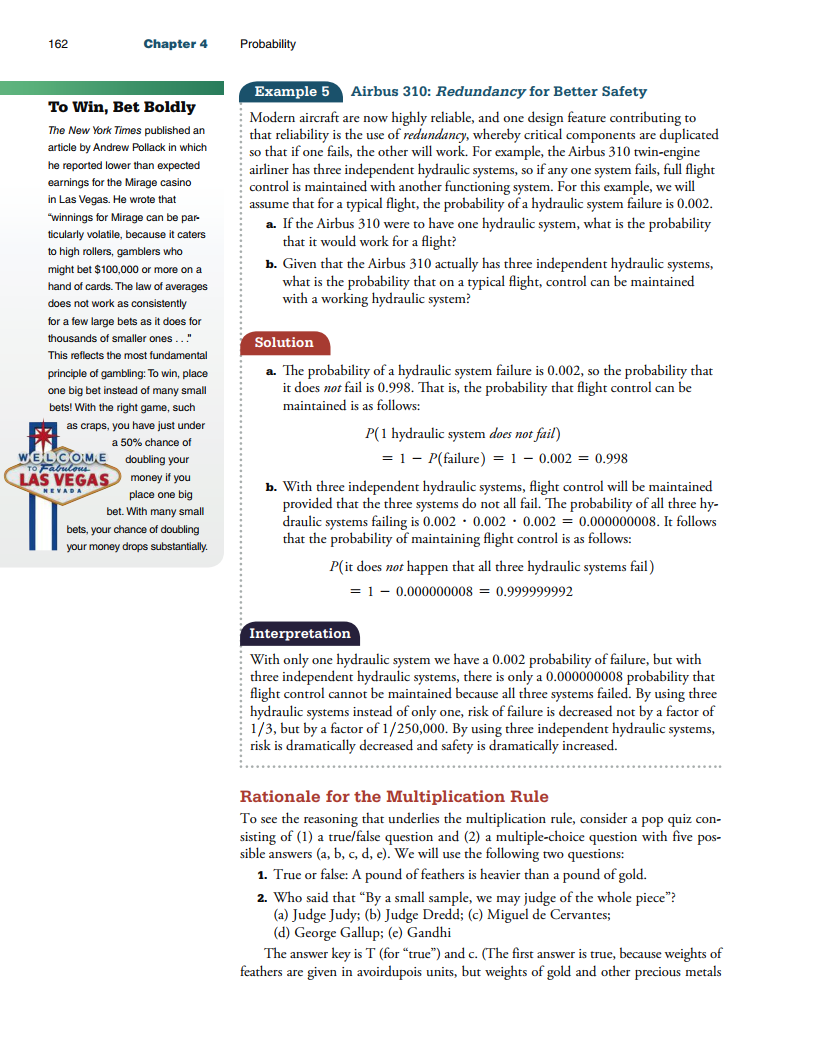 162 Chapter 4 Probability
To Win, Bet Boldly
The New York Times published an
article by Andrew Pollack in which
he reported lower than expected
earnings for the Mirage casino
in Las Vegas. He wrote that
“winnings for Mirage can be par-
ticularly volatile, because it caters
to high rollers, gamblers who
might bet $100,000 or more on a
hand of cards. The law of averages
does not work as consistently
for a few large bets as it does for
thousands of smaller ones . . .”
This reflects the most fundamental
principle of gambling: To win, place
one big bet instead of many small
bets! With the right game, such
as craps, you have just under
a 50% chance of
doubling your
money if you
place one big
bet. With many small
bets, your chance of doubling
your money drops substantially.
WELCOME
TO Fabulous
LAS VEGAS
NEVADA
Example 5 Airbus 310: Redundancy for Better Safety
Modern aircraft are now highly reliable, and one design feature contributing to
that reliability is the use of redundancy, whereby critical components are duplicated
so that if one fails, the other will work. For example, the Airbus 310 twin-engine
airliner has three independent hydraulic systems, so if any one system fails, full flight
control is maintained with another functioning system. For this example, we will
assume that for a typical flight, the probability of a hydraulic system failure is 0.002.
a. If the Airbus 310 were to have one hydraulic system, what is the probability
that it would work for a flight?
b. Given that the Airbus 310 actually has three independent hydraulic systems,
what is the probability that on a typical flight, control can be maintained
with a working hydraulic system?
Solution
a. The probability of a hydraulic system failure is 0.002, so the probability that
it does not fail is 0.998. That is, the probability that flight control can be
maintained is as follows:
P(1 hydraulic system does not fail)
= 1 − P(failure) = 1 − 0.002 = 0.998
b. With three independent hydraulic systems, flight control will be maintained
provided that the three systems do not all fail. The probability of all three hy-
draulic systems failing is 0.002 · 0.002 · 0.002 = 0.000000008. It follows
that the probability of maintaining flight control is as follows:
P(it does not happen that all three hydraulic systems fail)
= 1 − 0.000000008 = 0.999999992
Interpretation
With only one hydraulic system we have a 0.002 probability of failure, but with
three independent hydraulic systems, there is only a 0.000000008 probability that
flight control cannot be maintained because all three systems failed. By using three
hydraulic systems instead of only one, risk of failure is decreased not by a factor of
1/3, but by a factor of 1/250,000. By using three independent hydraulic systems,
risk is dramatically decreased and safety is dramatically increased.
Rationale for the Multiplication Rule
To see the reasoning that underlies the multiplication rule, consider a pop quiz con-
sisting of (1) a true/false question and (2) a multiple-choice question with five pos-
sible answers (a, b, c, d, e). We will use the following two questions:
1. True or false: A pound of feathers is heavier than a pound of gold.
2. Who said that “By a small sample, we may judge of the whole piece”?
(a) Judge Judy; (b) Judge Dredd; (c) Miguel de Cervantes;
(d) George Gallup; (e) Gandhi
The answer key is T (for “true”) and c. (The first answer is true, because weights of
feathers are given in avoirdupois units, but weights of gold and other precious metals